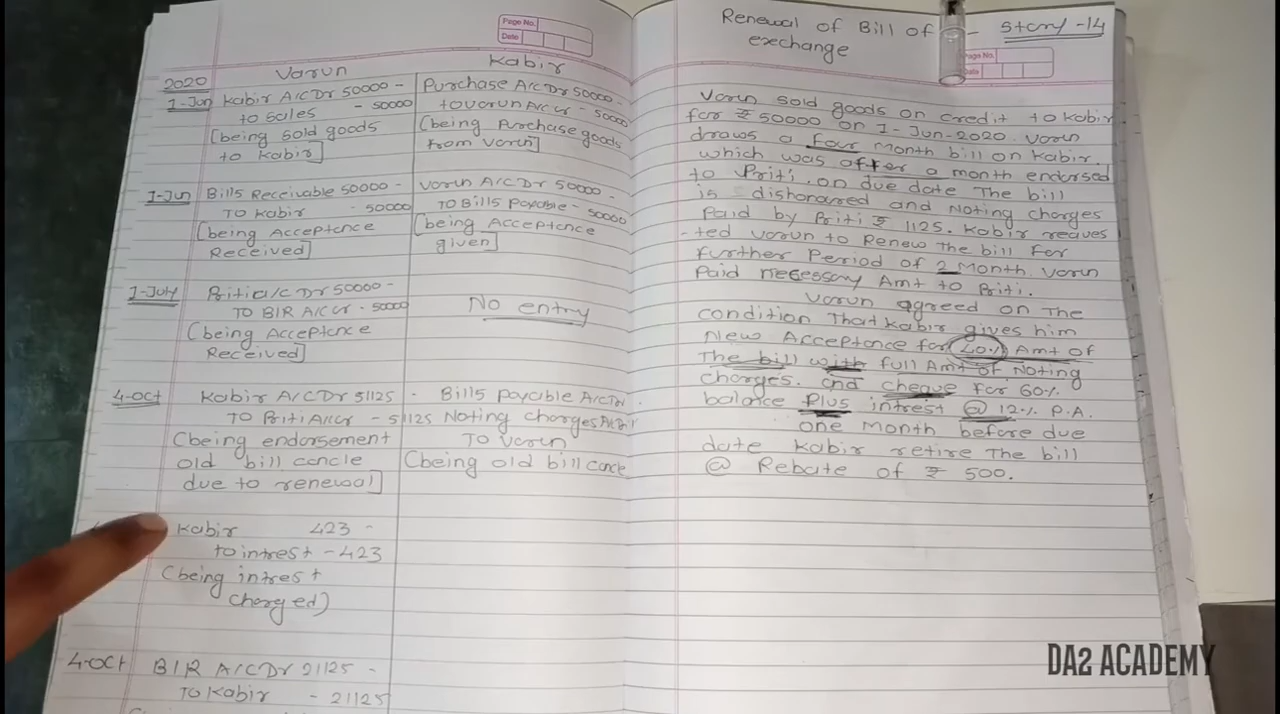 Page No.
Date
Varun Kabir
2020
1-Jun Kabir A/C Dr 50000 -
to sales - 50000
[being sold goods
to kabir]
Purchase A/C Dr 50000 -
to varun A/C Cr - 50000
[being Purchase goods
from varun]
1-Jun Bills Receivable 50000 -
TO Kabir - 50000
[being Acceptence
Received]
Varun A/C Dr 50000 -
TO Bills Payable - 50000
[being Acceptence
given]
1-July Priti a/c Dr 50000 -
TO B/R A/C Cr - 50000
[being Acceptence
Received]
No entry
4-Oct Kabir A/C Dr 51125 -
TO Priti A/C Cr - 51125
[being endorsement
old bill cancle
due to renewal]
Bills Payable A/C Dr
Noting Charges A/C Dr
TO Varun
[being old bill cancle
Kabir 423 -
to intrest - 423
(being intrest
charged)
4-Oct B/R A/C Dr 21125 -
TO Kabir - 21125
Renewal of Bill of - Story -14
exchange
Page No.
Date
Varun sold goods on credit to kabir
for ₹ 50000 on 1-Jun-2020 varun
draws a four month bill on Kabir.
which was after a month endorsed
to Priti. on due date The bill
is dishonoured and Noting charges
Paid by Priti ₹ 1125. Kabir reques
-ted varun to Renew the bill for
further Period of 2 Month. varun
Paid necessary Amt to Priti.
Varun agreed on The
condition That kabir gives him
New Acceptance for 40% Amt of
The bill with full Amt of Noting
charges. and cheque for 60%
balance Plus intrest @ 12% P.A.
one month before due
date kabir retire The bill
@ Rebate of ₹ 500.
DA2 ACADEMY